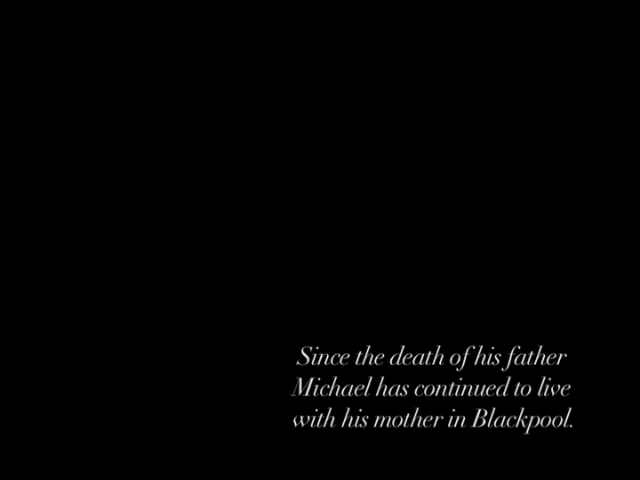 Since the death of his father
Michael has continued to live
with his mother in Blackpool.